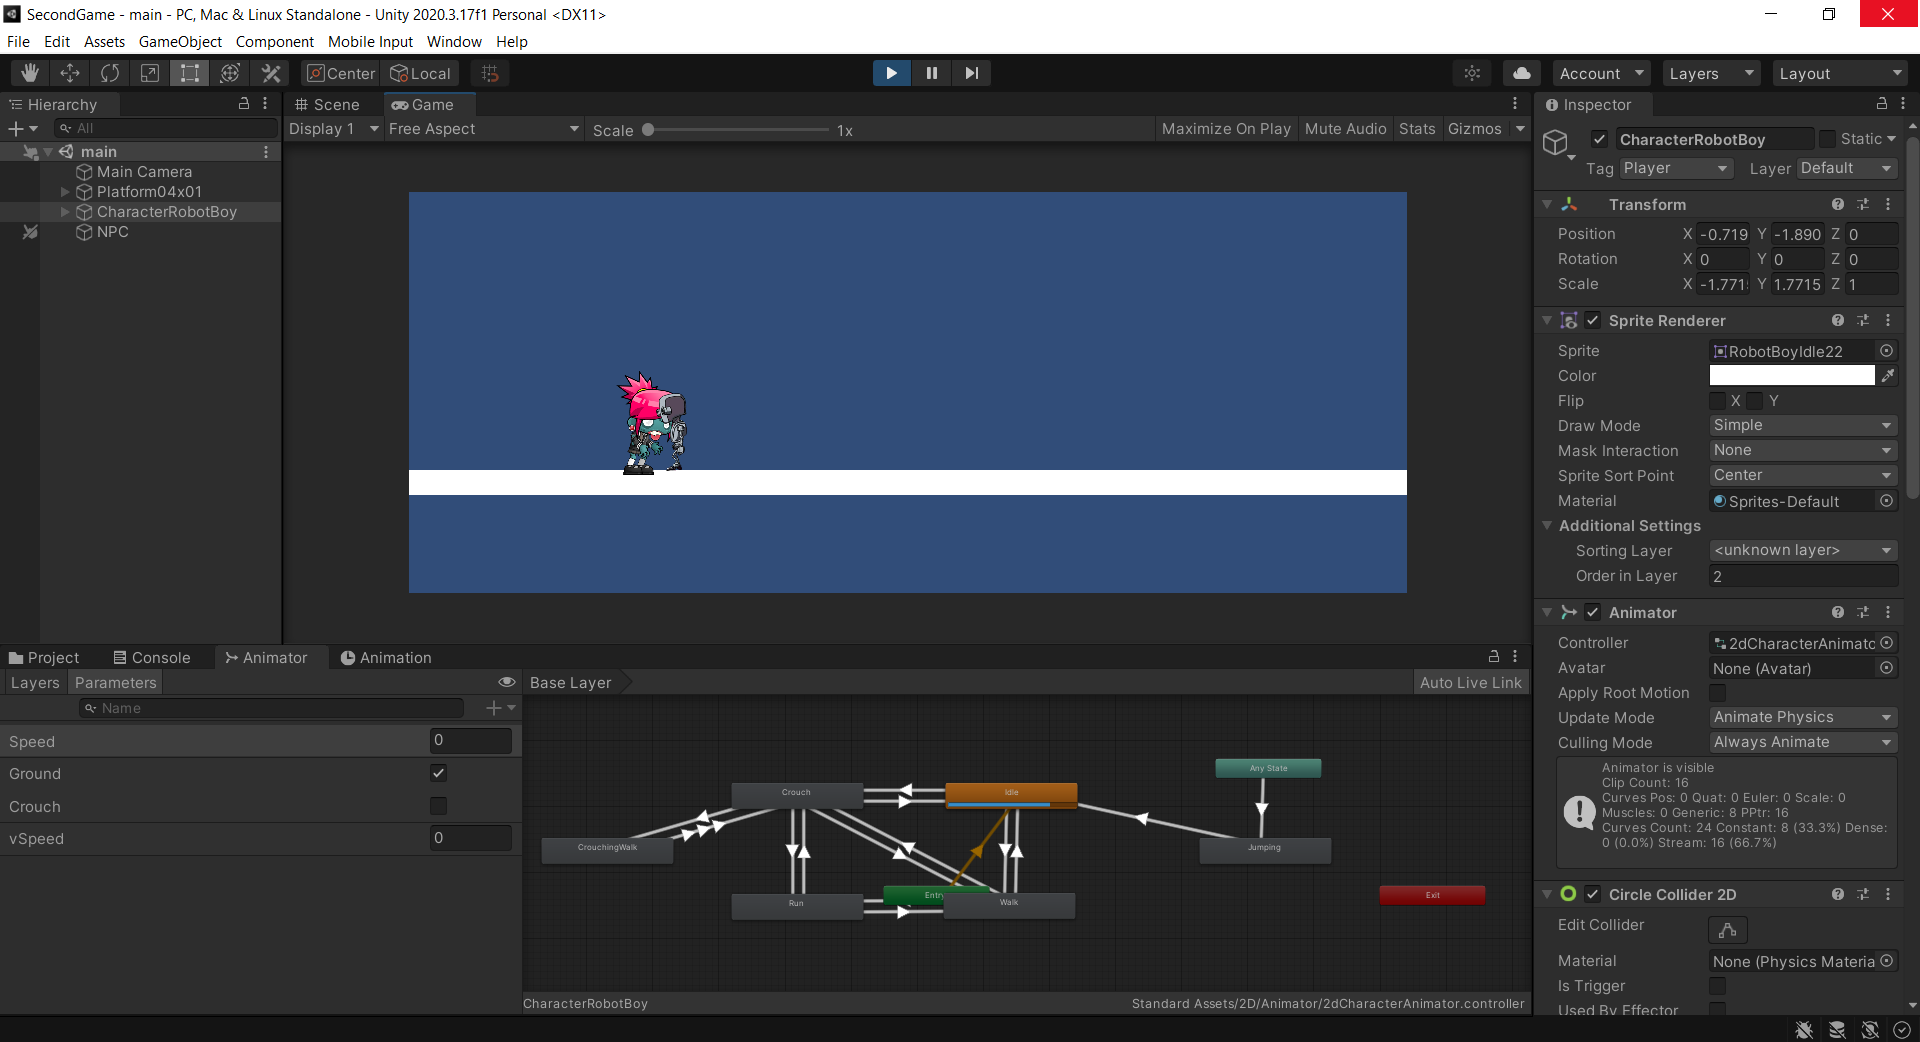 SecondGame - main - PC, Mac & Linux Standalone - Unity 2020.3.17f1 Personal <DX11>
File Edit Assets GameObject Component Mobile Input Window Help
Center Local Account Layers Layout
Hierarchy
All
main
Main Camera
Platform04x01
CharacterRobotBoy
NPC
Scene Game
Display 1 Free Aspect Scale 1x Maximize On Play Mute Audio Stats Gizmos
Inspector
CharacterRobotBoy Static
Tag Player Layer Default
Transform
Position X -0.719 Y -1.890 Z 0
Rotation X 0 Y 0 Z 0
Scale X -1.771 Y 1.7715 Z 1
Sprite Renderer
Sprite RobotBoyIdle22
Color
Flip X Y
Draw Mode Simple
Mask Interaction None
Sprite Sort Point Center
Material Sprites-Default
Additional Settings
Sorting Layer <unknown layer>
Order in Layer 2
Animator
Controller 2dCharacterAnimato
Avatar None (Avatar)
Apply Root Motion
Update Mode Animate Physics
Culling Mode Always Animate
Animator is visible
Clip Count: 16
Curves Pos: 0 Quat: 0 Euler: 0 Scale: 0
Muscles: 0 Generic: 8 PPtr: 16
Curves Count: 24 Constant: 8 (33.3%) Dense:
0 (0.0%) Stream: 16 (66.7%)
Circle Collider 2D
Edit Collider
Material None (Physics Materia
Is Trigger
Used By Effector
Project Console Animator Animation
Layers Parameters Base Layer Auto Live Link
Name
Speed 0
Ground
Crouch
vSpeed 0
Any State
Crouch Idle
CrouchingWalk Jumping
Entry Exit
Run Walk
CharacterRobotBoy Standard Assets/2D/Animator/2dCharacterAnimator.controller